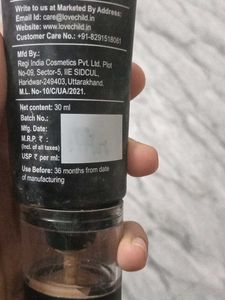 Write to us at Marketed By Address:
Email Id: care@lovechild.in
Website: www.lovechild.in
Customer Care No.: +91-8291518061
Mfd By.:
Regi India Cosmetics Pvt. Ltd. Plot
No-09, Sector-5, IIE SIDCUL,
Haridwar-249403, Uttarakhand.
M.L. No-10/C/UA/2021.
Net content: 30 ml
Batch No.:
Mfg. Date:
M.R.P. ₹ :
(Incl. of all taxes)
USP ₹ per ml:
Use Before: 36 months from date
of manufacturing